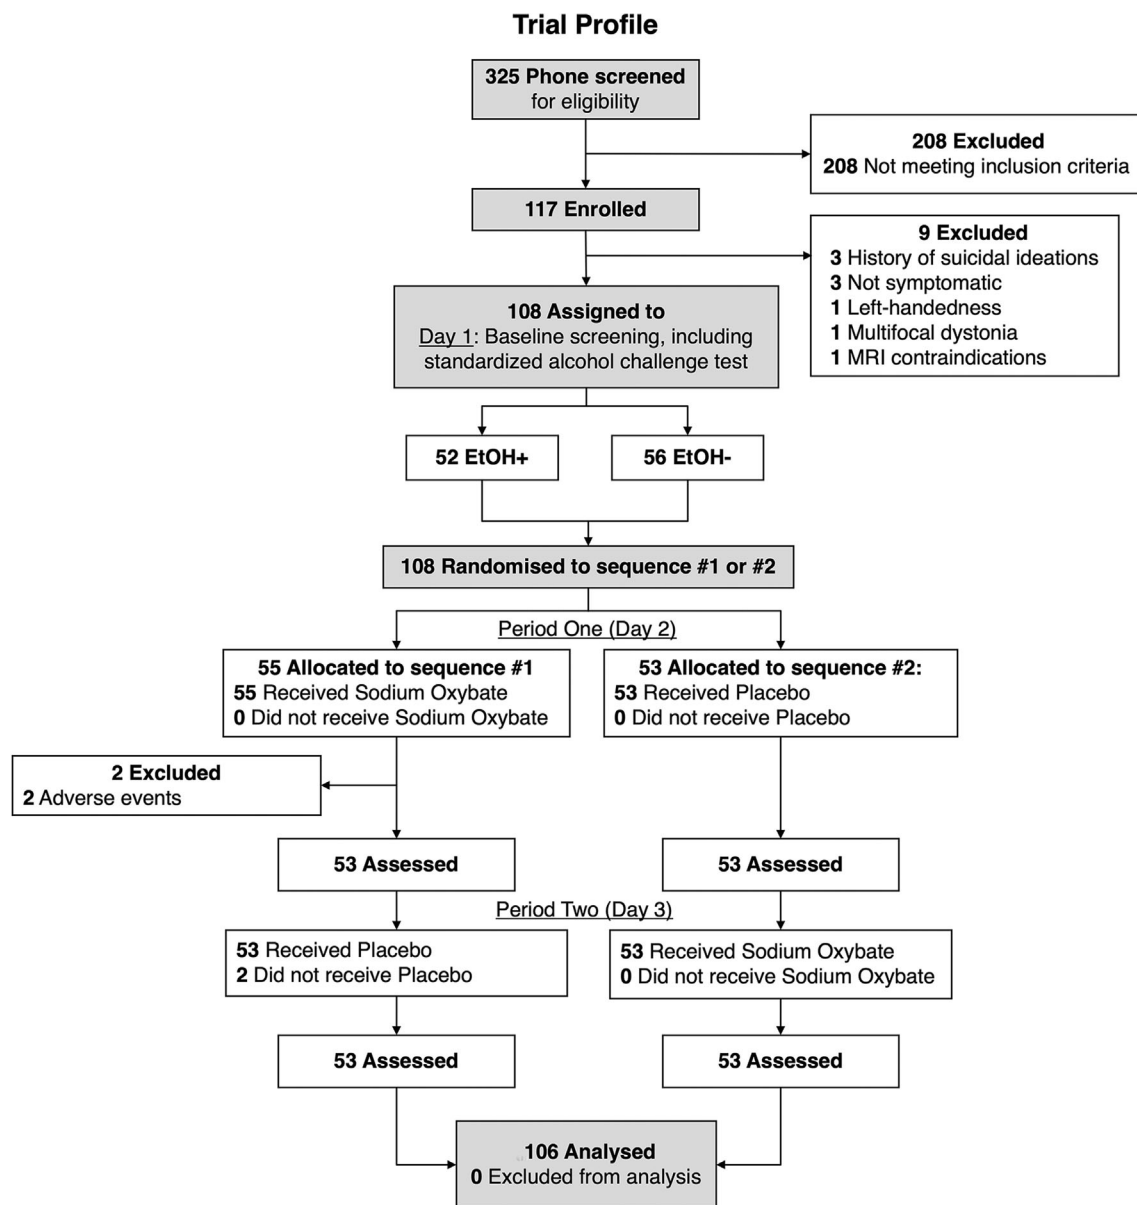 Trial Profile
325 Phone screened
for eligibility
208 Excluded
208 Not meeting inclusion criteria
117 Enrolled
9 Excluded
3 History of suicidal ideations
3 Not symptomatic
1 Left-handedness
1 Multifocal dystonia
1 MRI contraindications
108 Assigned to
Day 1: Baseline screening, including
standardized alcohol challenge test
52 EtOH+
56 EtOH-
108 Randomised to sequence #1 or #2
Period One (Day 2)
55 Allocated to sequence #1
55 Received Sodium Oxybate
0 Did not receive Sodium Oxybate
53 Allocated to sequence #2:
53 Received Placebo
0 Did not receive Placebo
2 Excluded
2 Adverse events
53 Assessed
53 Assessed
Period Two (Day 3)
53 Received Placebo
2 Did not receive Placebo
53 Received Sodium Oxybate
0 Did not receive Sodium Oxybate
53 Assessed
53 Assessed
106 Analysed
0 Excluded from analysis